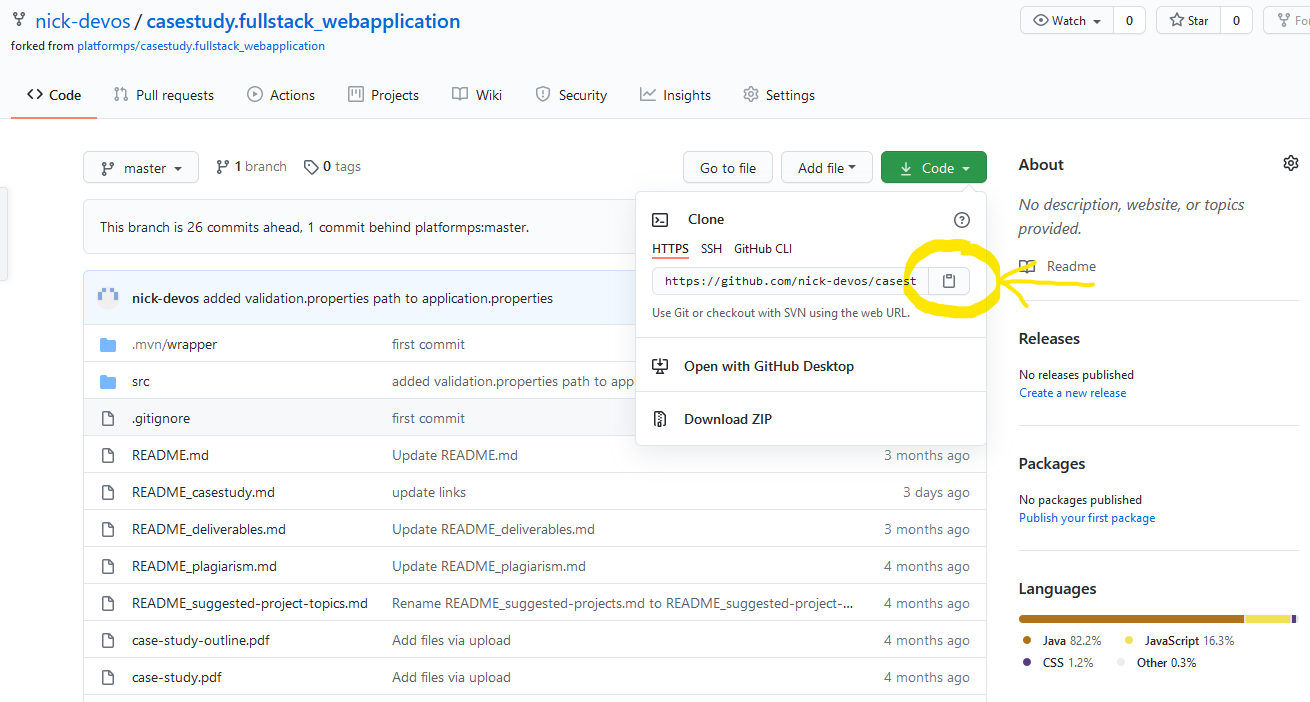 nick-devos / casestudy.fullstack_webapplication
Watch 0 Star 0
forked from platformps/casestudy.fullstack_webapplication
Code Pull requests Actions Projects Wiki Security Insights Settings
master 1 branch 0 tags Go to file Add file Code
This branch is 26 commits ahead, 1 commit behind platformps:master.
Clone
HTTPS SSH GitHub CLI
https://github.com/nick-devos/casest
Use Git or checkout with SVN using the web URL.
Open with GitHub Desktop
Download ZIP
nick-devos added validation.properties path to application.properties
.mvn/wrapper first commit
src added validation.properties path to app
.gitignore first commit
README.md Update README.md 3 months ago
README_casestudy.md update links 3 days ago
README_deliverables.md Update README_deliverables.md 3 months ago
README_plagiarism.md Update README_plagiarism.md 4 months ago
README_suggested-project-topics.md Rename README_suggested-projects.md to README_suggested-project-... 4 months ago
case-study-outline.pdf Add files via upload 4 months ago
case-study.pdf Add files via upload 4 months ago
About
No description, website, or topics
provided.
Readme
Releases
No releases published
Create a new release
Packages
No packages published
Publish your first package
Languages
Java 82.2% JavaScript 16.3%
CSS 1.2% Other 0.3%